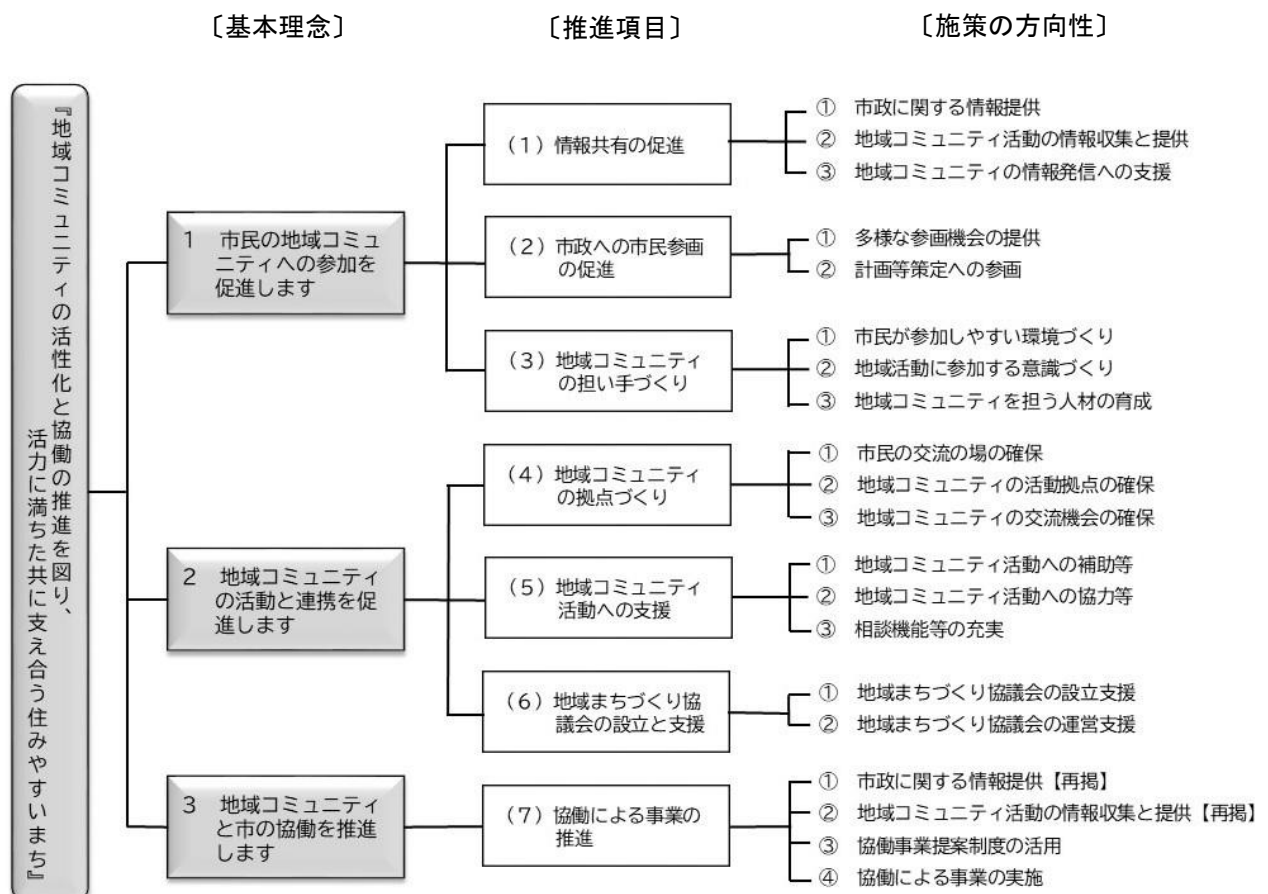 〔基本理念〕
〔推進項目〕
〔施策の方向性〕
『地域コミュニティの活性化と協働の推進を図り、
活力に満ちた共に支え合う住みやすいまち』
1 市民の地域コミュ
ニティへの参加を
促進します
(1)情報共有の促進
① 市政に関する情報提供
② 地域コミュニティ活動の情報収集と提供
③ 地域コミュニティの情報発信への支援
(2)市政への市民参画
の促進
① 多様な参画機会の提供
② 計画等策定への参画
(3)地域コミュニティ
の担い手づくり
① 市民が参加しやすい環境づくり
② 地域活動に参加する意識づくり
③ 地域コミュニティを担う人材の育成
2 地域コミュニティ
の活動と連携を促
進します
(4)地域コミュニティ
の拠点づくり
① 市民の交流の場の確保
② 地域コミュニティの活動拠点の確保
③ 地域コミュニティの交流機会の確保
(5)地域コミュニティ
活動への支援
① 地域コミュニティ活動への補助等
② 地域コミュニティ活動への協力等
③ 相談機能等の充実
(6)地域まちづくり協
議会の設立と支援
① 地域まちづくり協議会の設立支援
② 地域まちづくり協議会の運営支援
3 地域コミュニティ
と市の協働を推進
します
(7)協働による事業の
推進
① 市政に関する情報提供【再掲】
② 地域コミュニティ活動の情報収集と提供【再掲】
③ 協働事業提案制度の活用
④ 協働による事業の実施